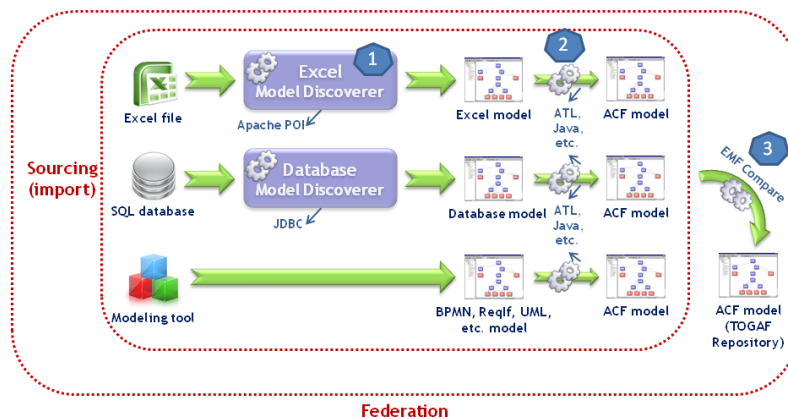 1
2
Excel
Model Discoverer
Excel file
Apache POI
Excel model
ATL,
Java,
etc.
ACF model
3
EMF Compare
Sourcing
(import)
Database
Model Discoverer
SQL database
JDBC
Database model
ATL,
Java,
etc.
ACF model
Modeling tool
BPMN, ReqIf, UML,
etc. model
ACF model
ACF model
(TOGAF
Repository)
Federation